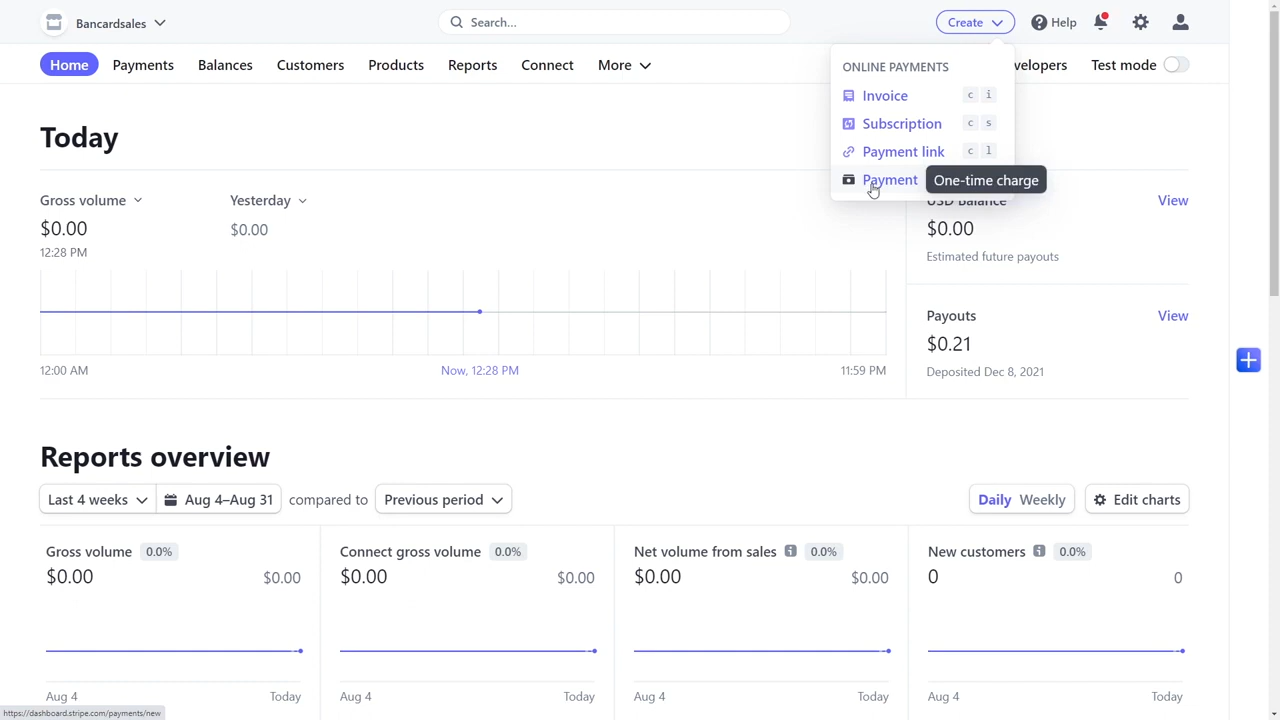 Bancardsales
Search...
Create
Help
Home
Payments
Balances
Customers
Products
Reports
Connect
More
velopers
Test mode
ONLINE PAYMENTS
Invoice c i
Subscription c s
Payment link c l
Payment
One-time charge
Today
Gross volume
$0.00
12:28 PM
Yesterday
$0.00
12:00 AM
Now, 12:28 PM
11:59 PM
USD Balance
View
$0.00
Estimated future payouts
Payouts
View
$0.21
Deposited Dec 8, 2021
Reports overview
Last 4 weeks
Aug 4–Aug 31
compared to
Previous period
Daily
Weekly
Edit charts
Gross volume 0.0%
$0.00 $0.00
Aug 4 Today
Connect gross volume 0.0%
$0.00 $0.00
Aug 4 Today
Net volume from sales 0.0%
$0.00 $0.00
Aug 4 Today
New customers 0.0%
0 0
Aug 4 Today
https://dashboard.stripe.com/payments/new